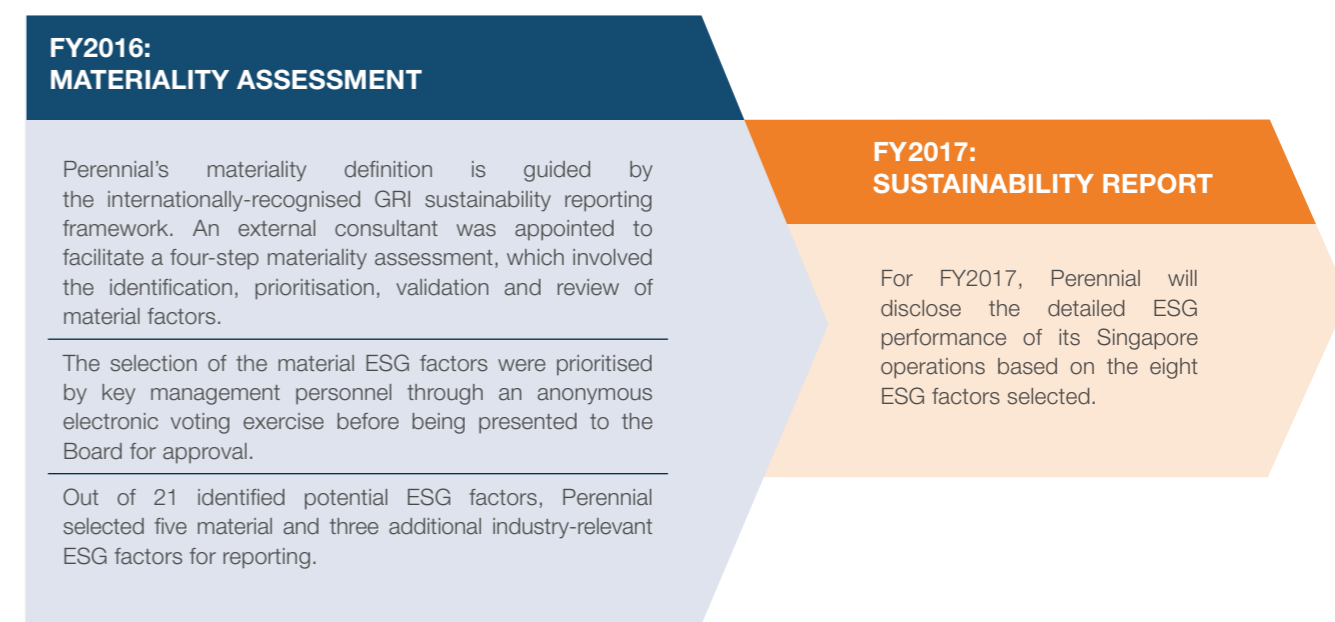 FY2016:
MATERIALITY ASSESSMENT
Perennial's materiality definition is guided by
the internationally-recognised GRI sustainability reporting
framework. An external consultant was appointed to
facilitate a four-step materiality assessment, which involved
the identification, prioritisation, validation and review of
material factors.
The selection of the material ESG factors were prioritised
by key management personnel through an anonymous
electronic voting exercise before being presented to the
Board for approval.
Out of 21 identified potential ESG factors, Perennial
selected five material and three additional industry-relevant
ESG factors for reporting.
FY2017:
SUSTAINABILITY REPORT
For FY2017, Perennial will
disclose the detailed ESG
performance of its Singapore
operations based on the eight
ESG factors selected.